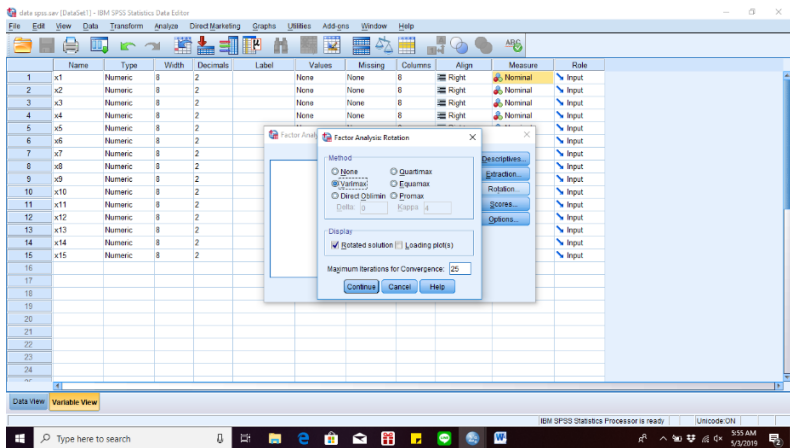 data spss.sav [DataSet1] - IBM SPSS Statistics Data Editor
File Edit View Data Transform Analyze Direct Marketing Graphs Utilities Add-ons Window Help
Name Type Width Decimals Label Values Missing Columns Align Measure Role
1 x1 Numeric 8 2 None None 8 Right Nominal Input
2 x2 Numeric 8 2 None None 8 Right Nominal Input
3 x3 Numeric 8 2 None None 8 Right Nominal Input
4 x4 Numeric 8 2 None None 8 Right Nominal Input
5 x5 Numeric 8 2 Input
6 x6 Numeric 8 2 Input
7 x7 Numeric 8 2 Input
8 x8 Numeric 8 2 Input
9 x9 Numeric 8 2 Input
10 x10 Numeric 8 2 Input
11 x11 Numeric 8 2 Input
12 x12 Numeric 8 2 Input
13 x13 Numeric 8 2 Input
14 x14 Numeric 8 2 Input
15 x15 Numeric 8 2 Input
16
17
18
19
20
21
22
23
24
Factor Anal
Descriptives...
Extraction...
Rotation...
Scores...
Options...
Factor Analysis: Rotation
Method
None Quartimax
Varimax Equamax
Direct Oblimin Promax
Delta: 0 Kappa 4
Display
Rotated solution Loading plot(s)
Maximum Iterations for Convergence: 25
Continue Cancel Help
Data View Variable View
IBM SPSS Statistics Processor is ready Unicode:ON
Type here to search
9:55 AM
5/3/2019